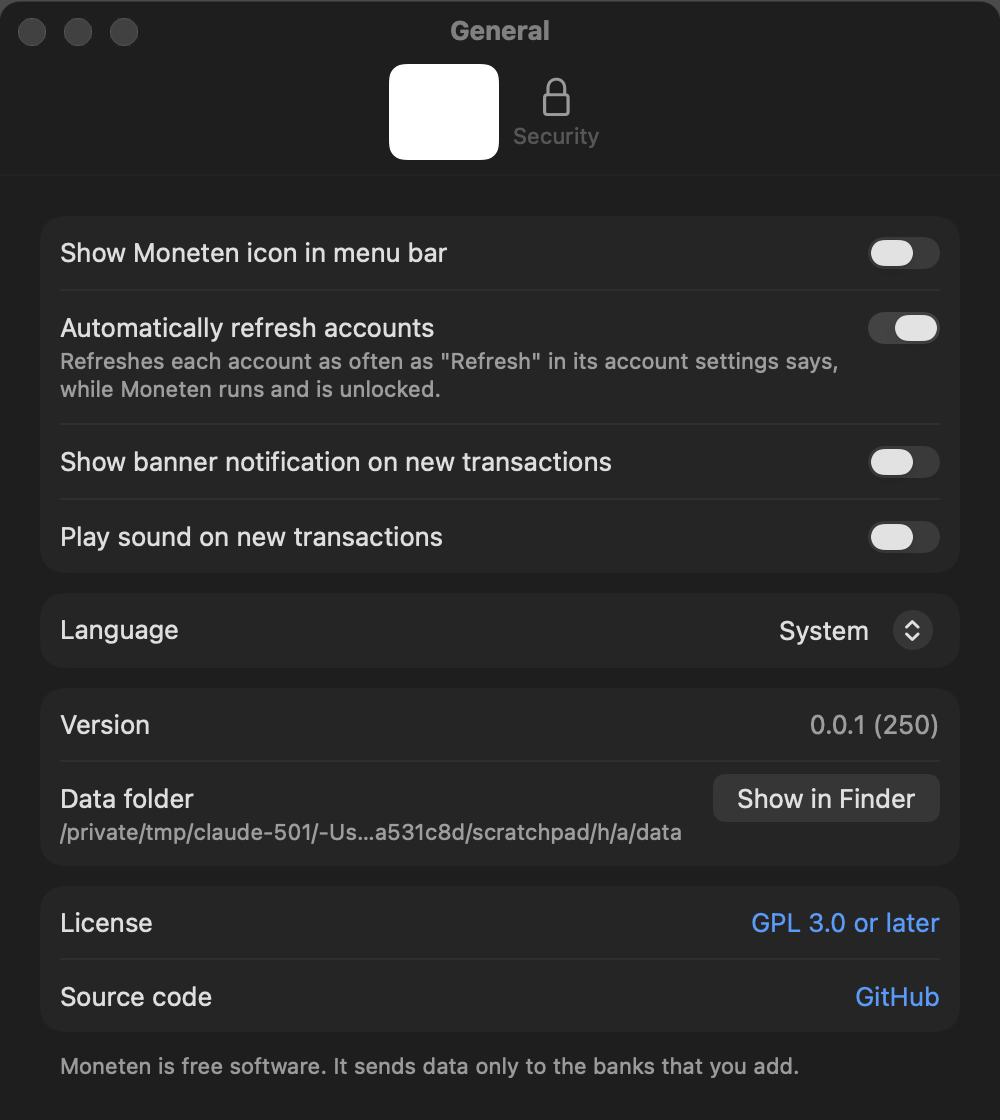 General
Security
Show Moneten icon in menu bar
Automatically refresh accounts
Refreshes each account as often as "Refresh" in its account settings says,
while Moneten runs and is unlocked.
Show banner notification on new transactions
Play sound on new transactions
Language
System
Version
0.0.1 (250)
Data folder
Show in Finder
/private/tmp/claude-501/-Us...a531c8d/scratchpad/h/a/data
License
GPL 3.0 or later
Source code
GitHub
Moneten is free software. It sends data only to the banks that you add.